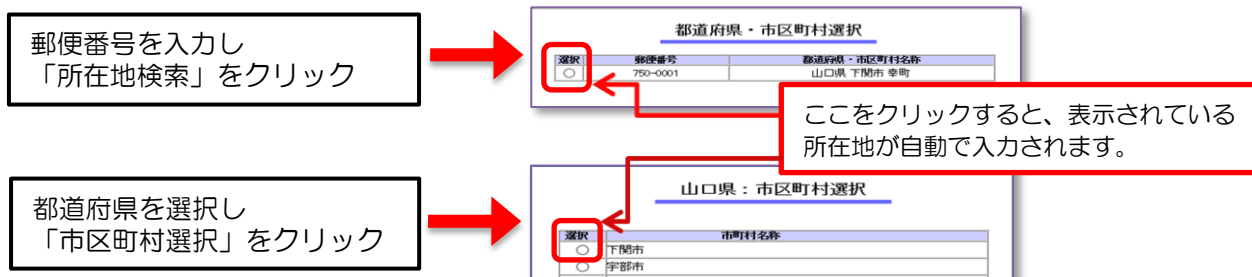 郵便番号を入力し
「所在地検索」をクリック
都道府県・市区町村選択
選択 郵便番号 都道府県・市区町村名称
750-0001 山口県 下関市 幸町
ここをクリックすると、表示されている
所在地が自動で入力されます。
都道府県を選択し
「市区町村選択」をクリック
山口県:市区町村選択
選択 市町村名称
下関市
宇部市